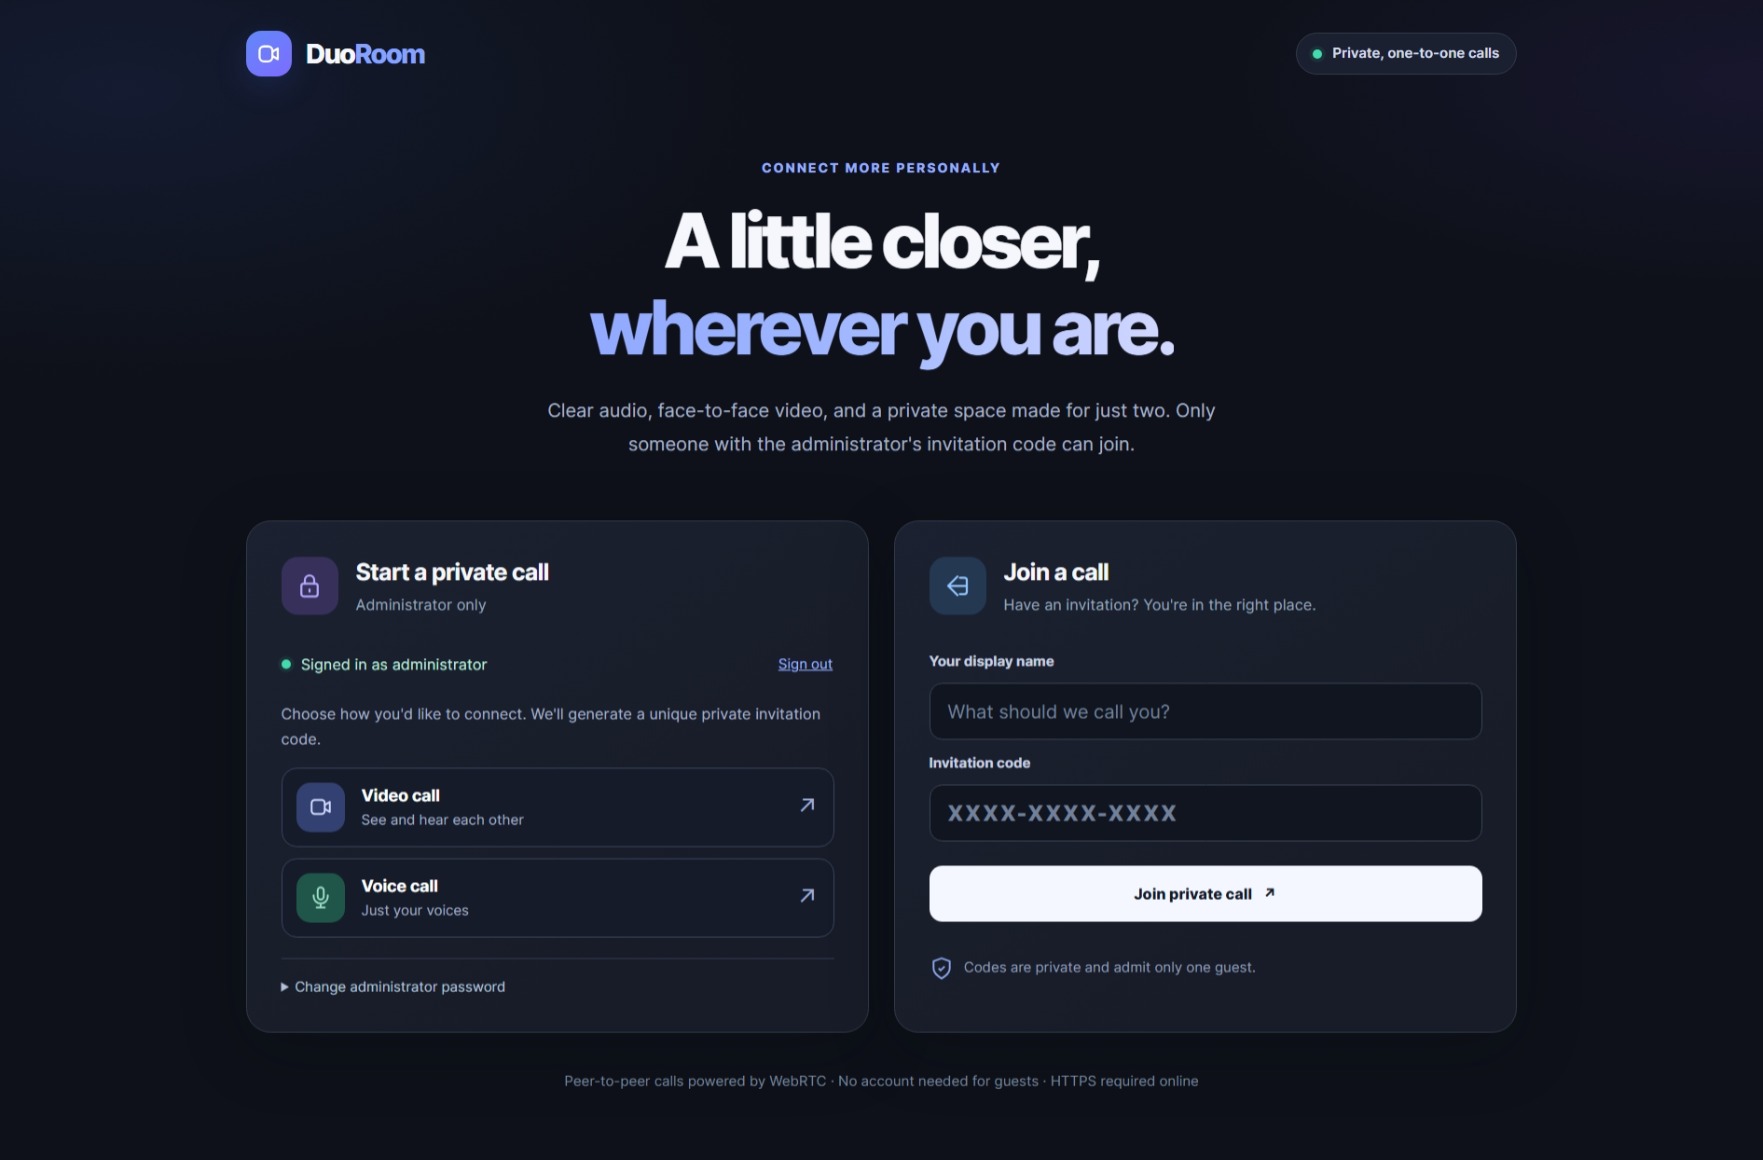 DuoRoom
Private, one-to-one calls
CONNECT MORE PERSONALLY
A little closer,
wherever you are.
Clear audio, face-to-face video, and a private space made for just two. Only
someone with the administrator's invitation code can join.
Start a private call
Administrator only
Signed in as administrator
Sign out
Choose how you'd like to connect. We'll generate a unique private invitation
code.
Video call
See and hear each other
Voice call
Just your voices
Change administrator password
Join a call
Have an invitation? You're in the right place.
Your display name
What should we call you?
Invitation code
XXXX-XXXX-XXXX
Join private call
Codes are private and admit only one guest.
Peer-to-peer calls powered by WebRTC · No account needed for guests · HTTPS required online